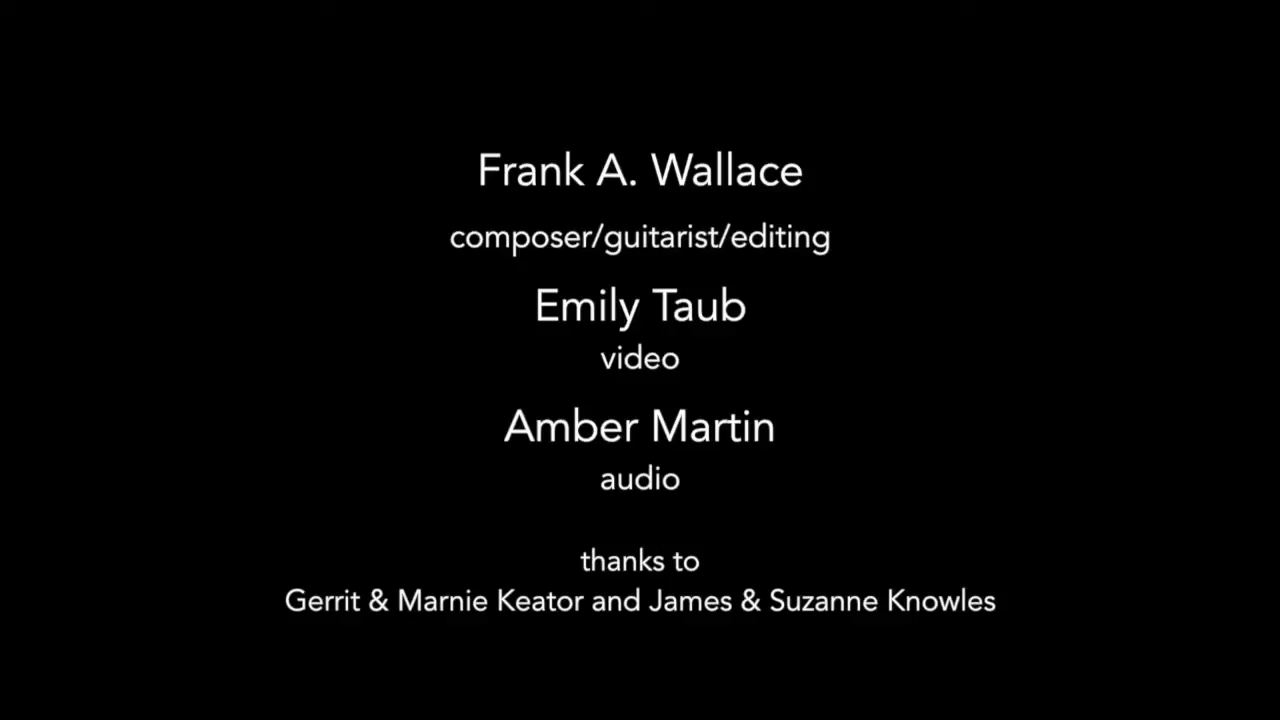 Frank A. Wallace
composer/guitarist/editing
Emily Taub
video
Amber Martin
audio
thanks to
Gerrit & Marnie Keator and James & Suzanne Knowles